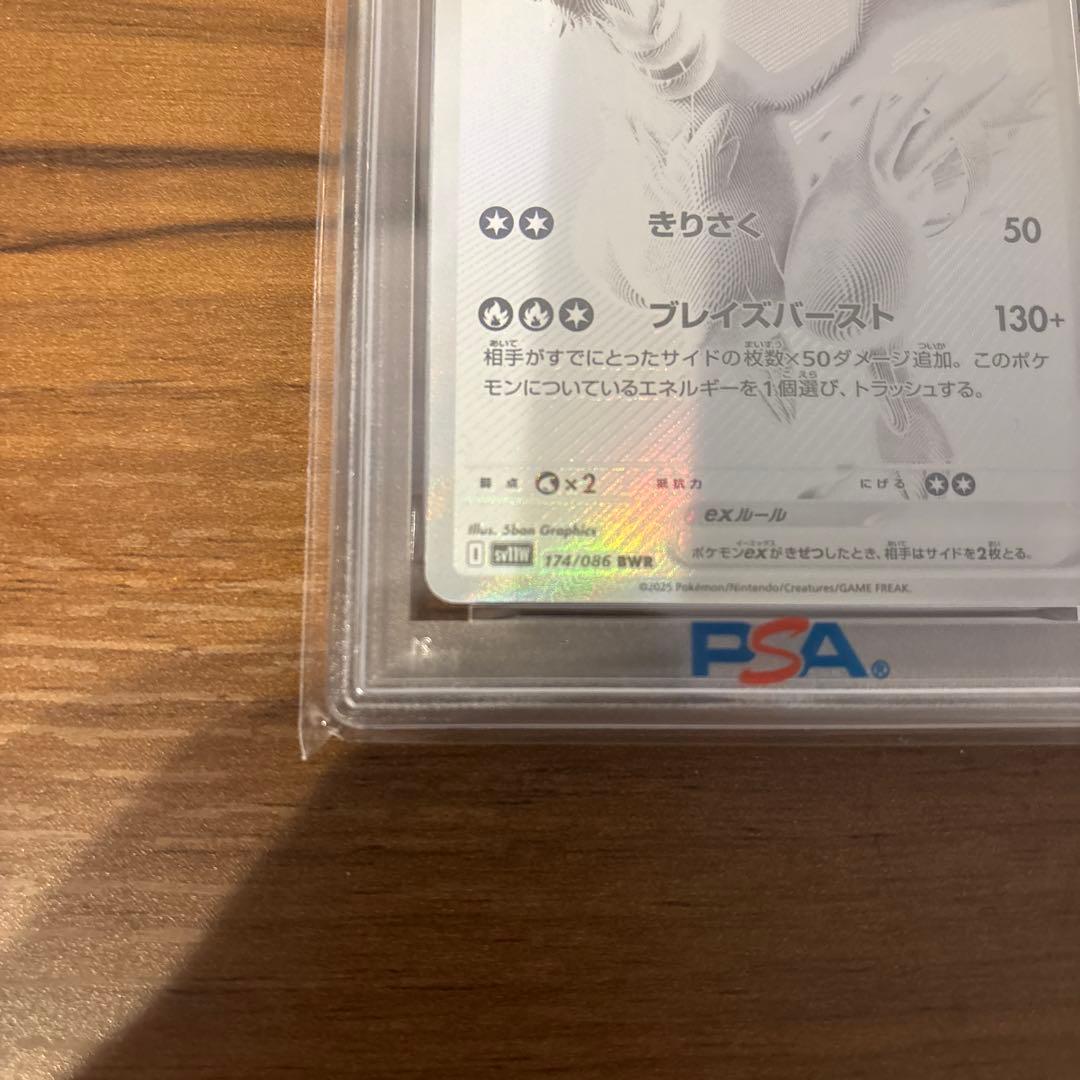 きりさく 50
ブレイズバースト 130+
相手がすでにとったサイドの枚数×50ダメージ追加。このポケ
モンについているエネルギーを1個選び、トラッシュする。
弱点 ×2 抵抗力 にげる
exルール
Illus. 5ban Graphics
I sv11W 174/086 BWR
ポケモンexがきぜつしたとき、相手はサイドを2枚とる。
©2025 Pokémon/Nintendo/Creatures/GAME FREAK.
PSA®